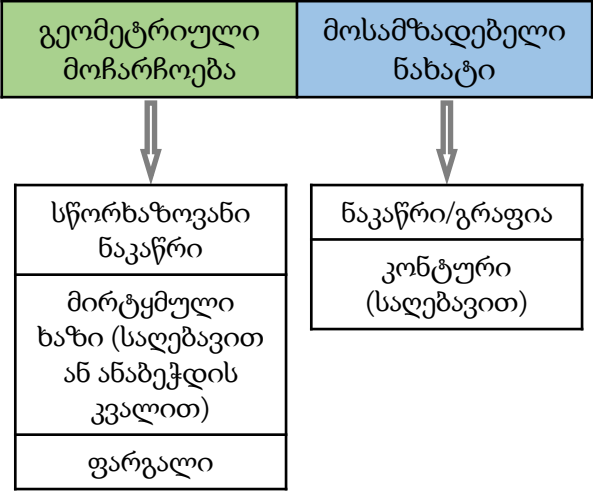 გეომეტრიული
მოჩარჩოება
მოსამზადებელი
ნახატი
სწორხაზოვანი
ნაკაწრი
მირტყმული
ხაზი (საღებავით
ან ანაბეჭდის
კვალით)
ფარგალი
ნაკაწრი/გრაფია
კონტური
(საღებავით)